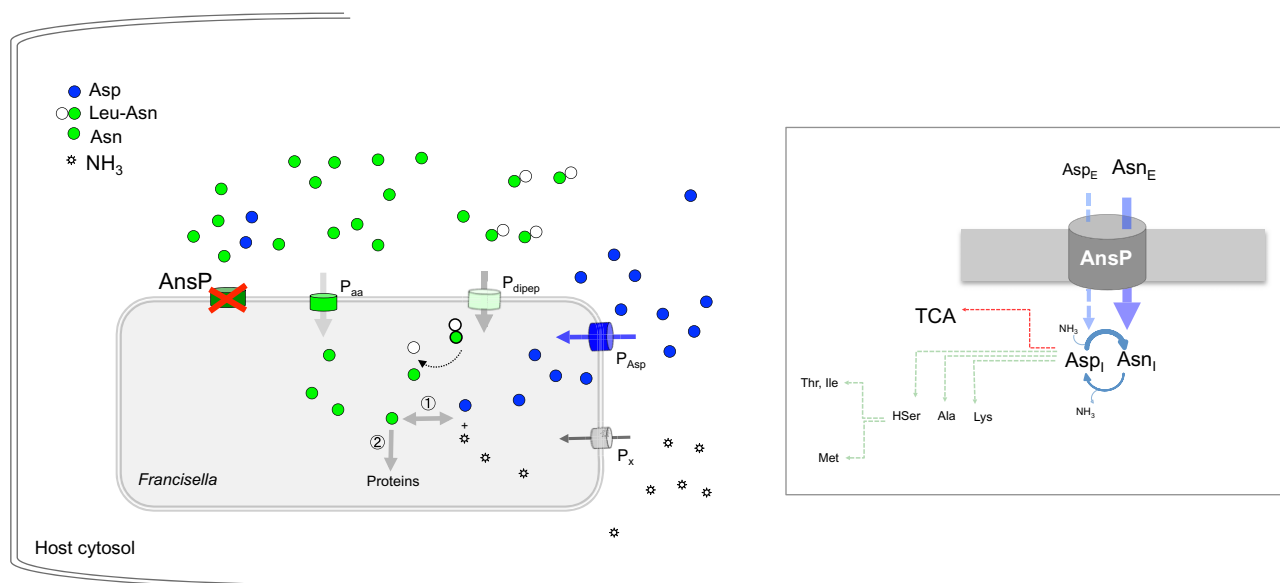 Asp
Leu-Asn
Asn
NH3
AnsP
Paa
Pdipep
PAsp
①
+
②
Px
Proteins
Francisella
Host cytosol
AspE
AsnE
AnsP
TCA
NH3
AspI
AsnI
NH3
Thr, Ile
HSer
Ala
Lys
Met